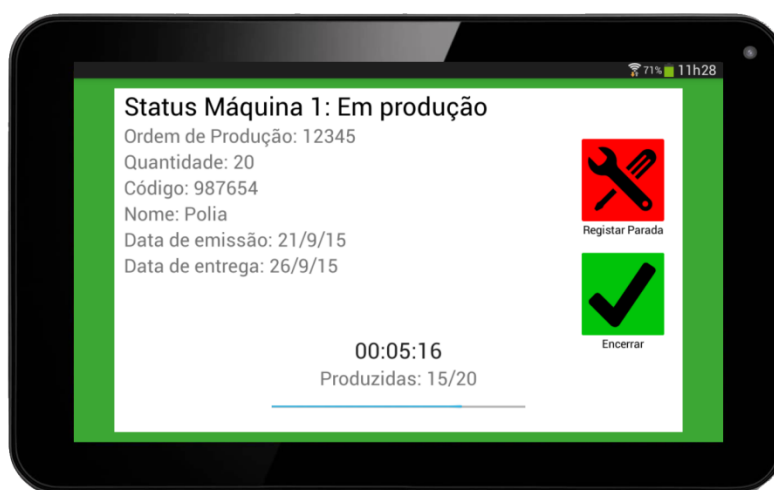 71% 11h28
Status Máquina 1: Em produção
Ordem de Produção: 12345
Quantidade: 20
Código: 987654
Nome: Polia
Data de emissão: 21/9/15
Data de entrega: 26/9/15
Registar Parada
Encerrar
00:05:16
Produzidas: 15/20